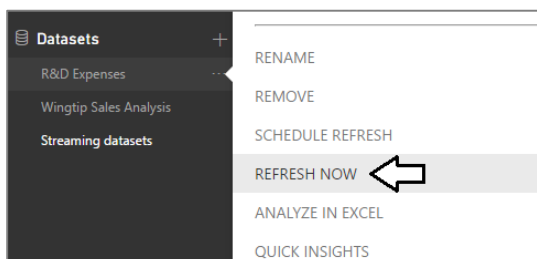 Datasets
R&D Expenses
Wingtip Sales Analysis
Streaming datasets
RENAME
REMOVE
SCHEDULE REFRESH
REFRESH NOW
ANALYZE IN EXCEL
QUICK INSIGHTS